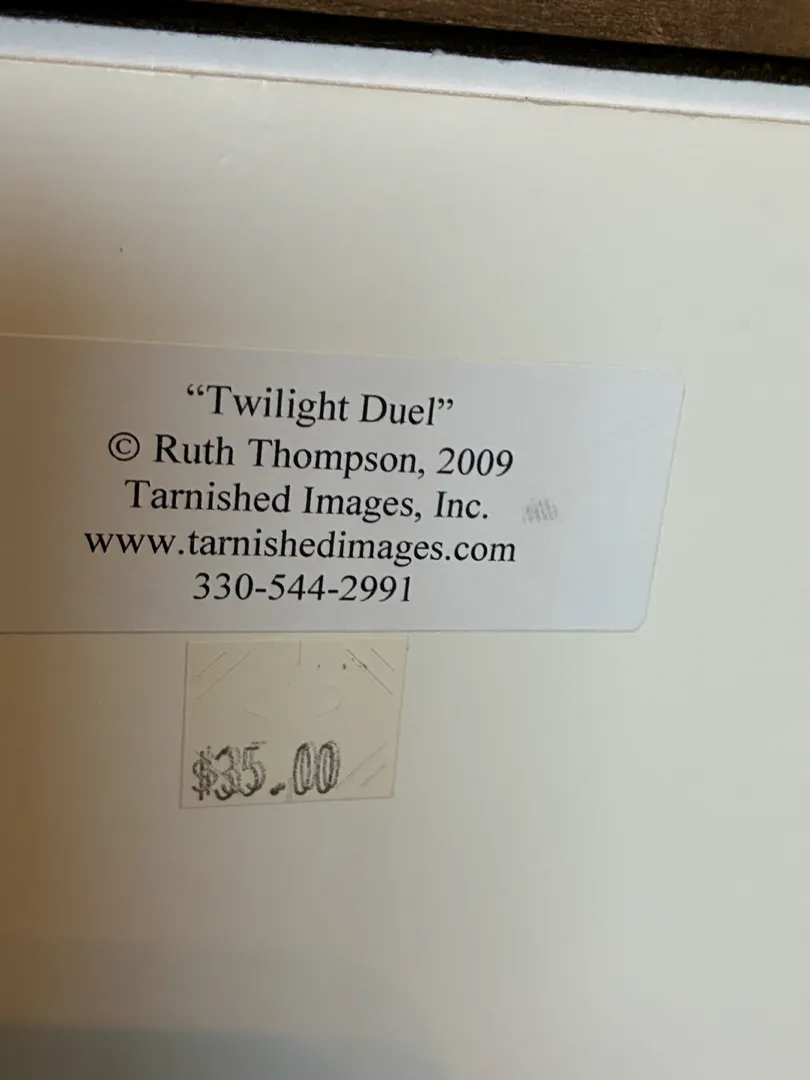 “Twilight Duel”
© Ruth Thompson, 2009
Tarnished Images, Inc.
www.tarnishedimages.com
330-544-2991
$35.00